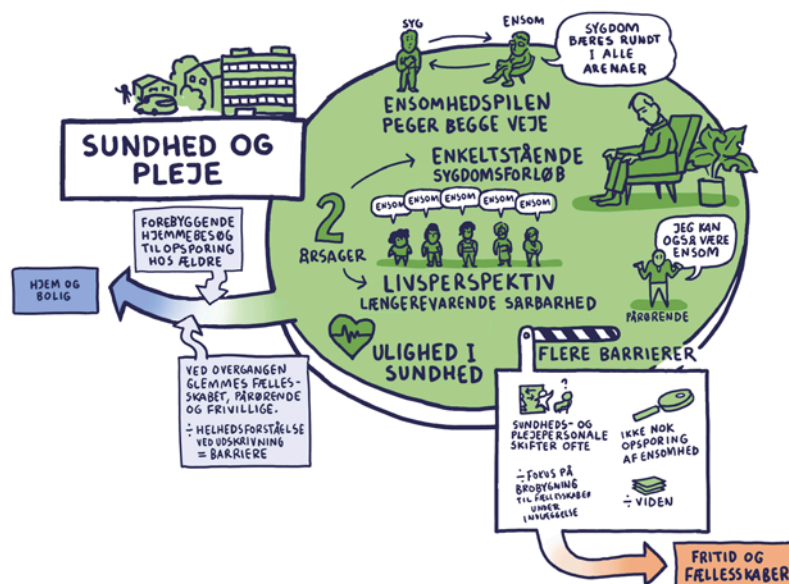 SYG
ENSOM
SYGDOM
BÆRES RUNDT
I ALLE
ARENAER
ENSOMHEDSPILEN
PEGER BEGGE VEJE
SUNDHED OG
PLEJE
ENKELTSTÅENDE
SYGDOMSFORLØB
ENSOM
ENSOM
ENSOM
ENSOM
ENSOM
2
ÅRSAGER
LIVSPERSPEKTIV
LÆNGEREVARENDE SÅRBARHED
JEG KAN
OGSÅ VÆRE
ENSOM
PÅRØRENDE
FOREBYGGENDE
HJEMMEBESØG
TIL OPSPORING
HOS ÆLDRE
HJEM OG
BOLIG
VED OVERGANGEN
GLEMMES FÆLLES-
SKABET, PÅRØRENDE
OG FRIVILLIGE.
÷ HELHEDSFORSTÅELSE
VED UDSKRIVNING
= BARRIERE
ULIGHED I
SUNDHED
FLERE BARRIERER
?
SUNDHEDS- OG
PLEJEPERSONALE
SKIFTER OFTE
IKKE NOK
OPSPORING
AF ENSOMHED
÷ FOKUS PÅ
BROBYGNING
TIL FÆLLESSKABER
UNDER
INDLÆGGELSE
÷ VIDEN
FRITID OG
FÆLLESSKABER